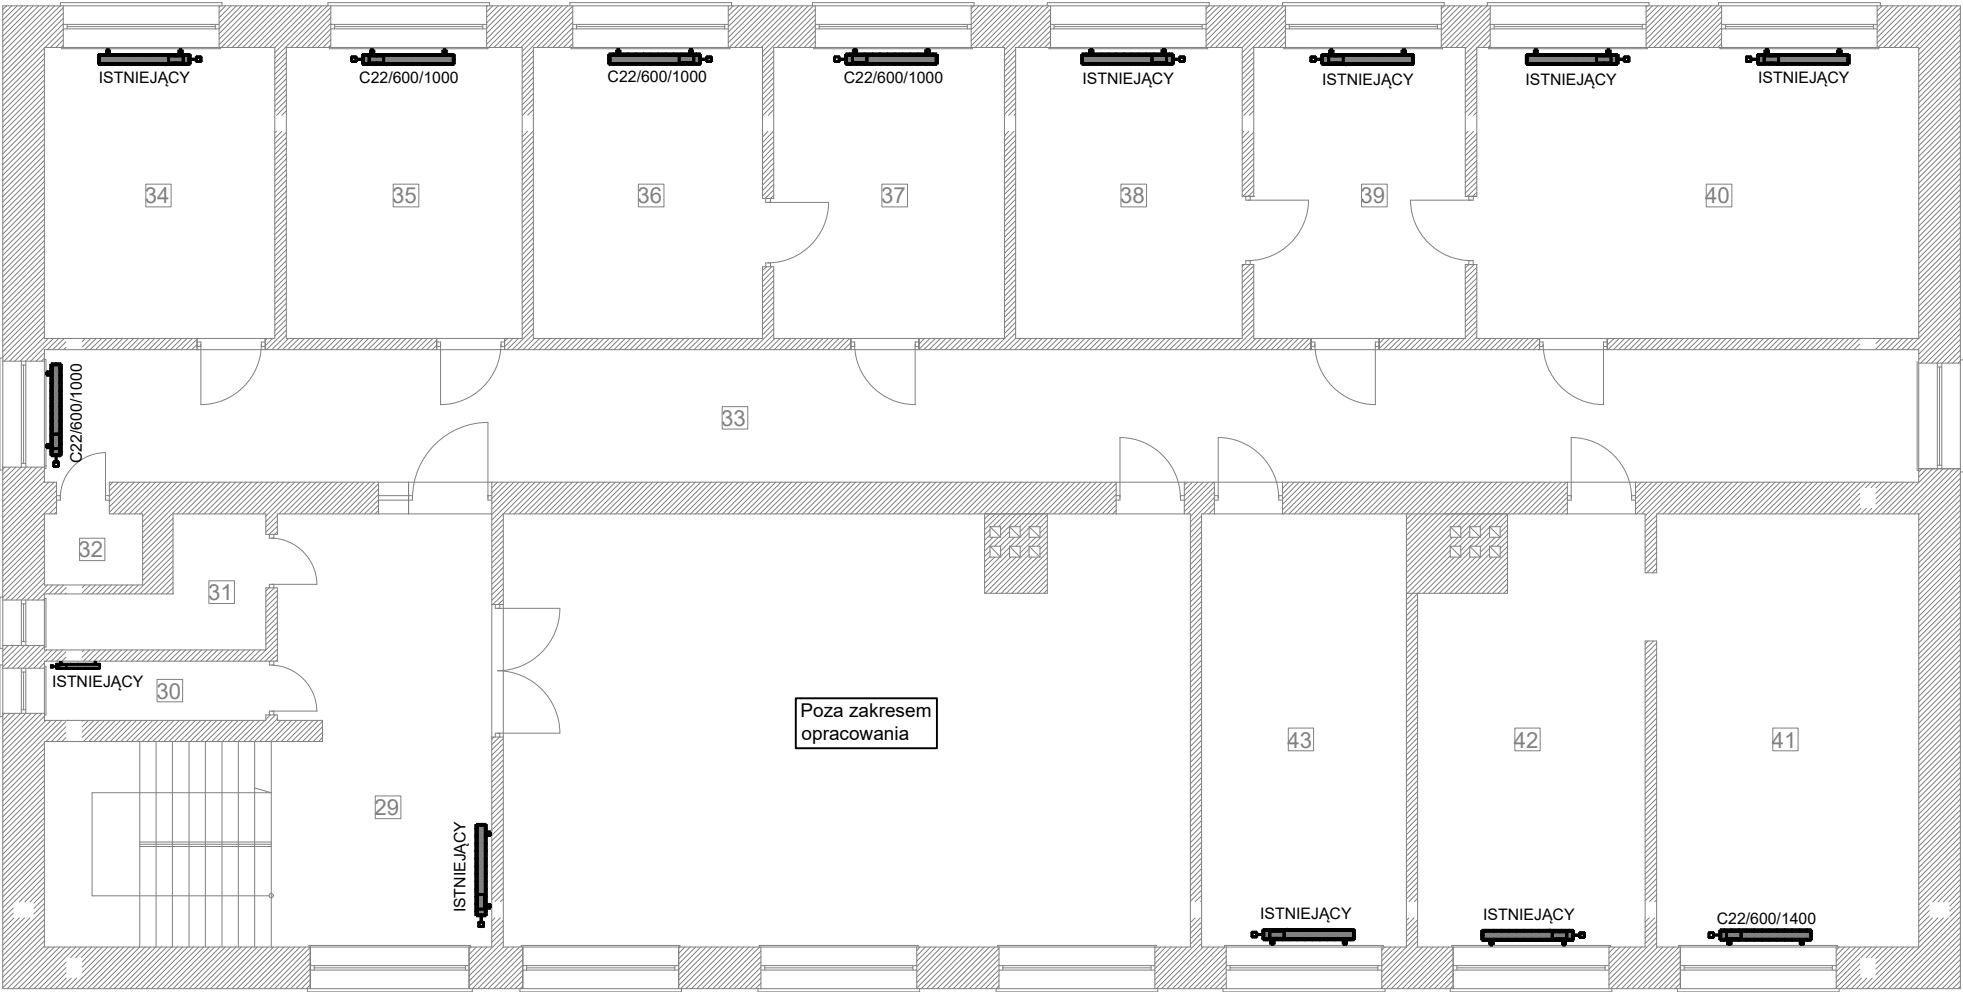 ISTNIEJĄCY
C22/600/1000
C22/600/1000
C22/600/1000
ISTNIEJĄCY
ISTNIEJĄCY
ISTNIEJĄCY
ISTNIEJĄCY
34
35
36
37
38
39
40
C22/600/1000
33
32
31
ISTNIEJĄCY
30
Poza zakresem
opracowania
43
42
41
29
ISTNIEJĄCY
ISTNIEJĄCY
ISTNIEJĄCY
C22/600/1400